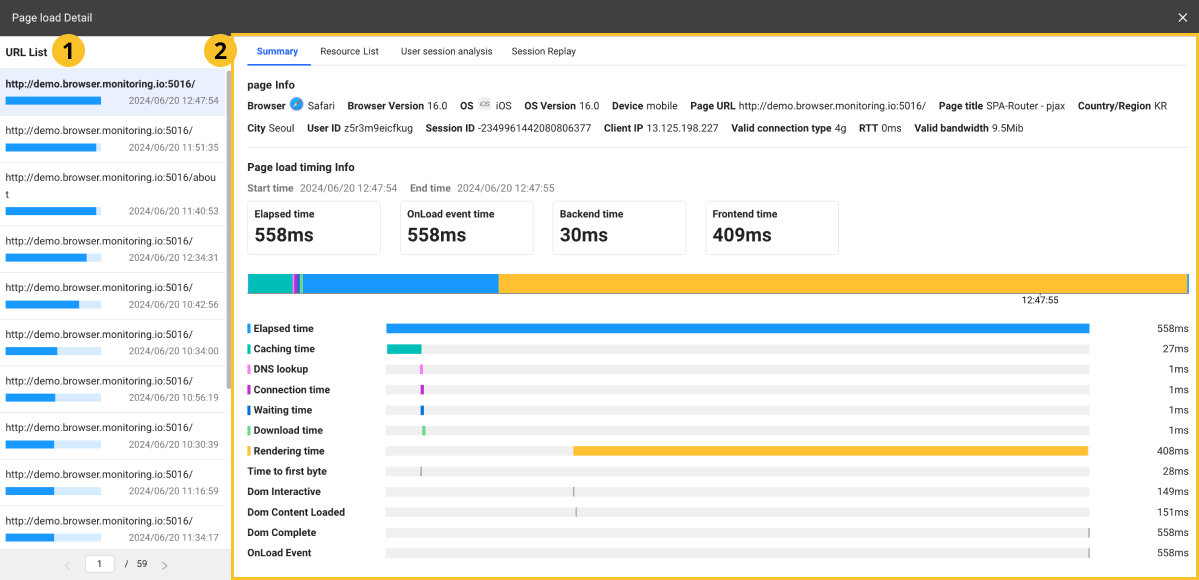 Page load Detail
URL List
1
http://demo.browser.monitoring.io:5016/
2024/06/20 12:47:54
http://demo.browser.monitoring.io:5016/
2024/06/20 11:51:35
http://demo.browser.monitoring.io:5016/abou
t
2024/06/20 11:40:53
http://demo.browser.monitoring.io:5016/
2024/06/20 12:34:31
http://demo.browser.monitoring.io:5016/
2024/06/20 10:42:56
http://demo.browser.monitoring.io:5016/
2024/06/20 10:34:00
http://demo.browser.monitoring.io:5016/
2024/06/20 10:56:19
http://demo.browser.monitoring.io:5016/
2024/06/20 10:30:39
http://demo.browser.monitoring.io:5016/
2024/06/20 11:16:59
http://demo.browser.monitoring.io:5016/
2024/06/20 11:34:17
1 / 59
2
Summary Resource List User session analysis Session Replay
page Info
Browser Safari Browser Version 16.0 OS iOS iOS OS Version 16.0 Device mobile Page URL http://demo.browser.monitoring.io:5016/ Page title SPA-Router - pjax Country/Region KR
City Seoul User ID z5r3m9eicfkug Session ID -2349961442080806377 Client IP 13.125.198.227 Valid connection type 4g RTT 0ms Valid bandwidth 9.5Mib
Page load timing Info
Start time 2024/06/20 12:47:54 End time 2024/06/20 12:47:55
Elapsed time OnLoad event time Backend time Frontend time
558ms 558ms 30ms 409ms
12:47:55
Elapsed time 558ms
Caching time 27ms
DNS lookup 1ms
Connection time 1ms
Waiting time 1ms
Download time 1ms
Rendering time 408ms
Time to first byte 28ms
Dom Interactive 149ms
Dom Content Loaded 151ms
Dom Complete 558ms
OnLoad Event 558ms